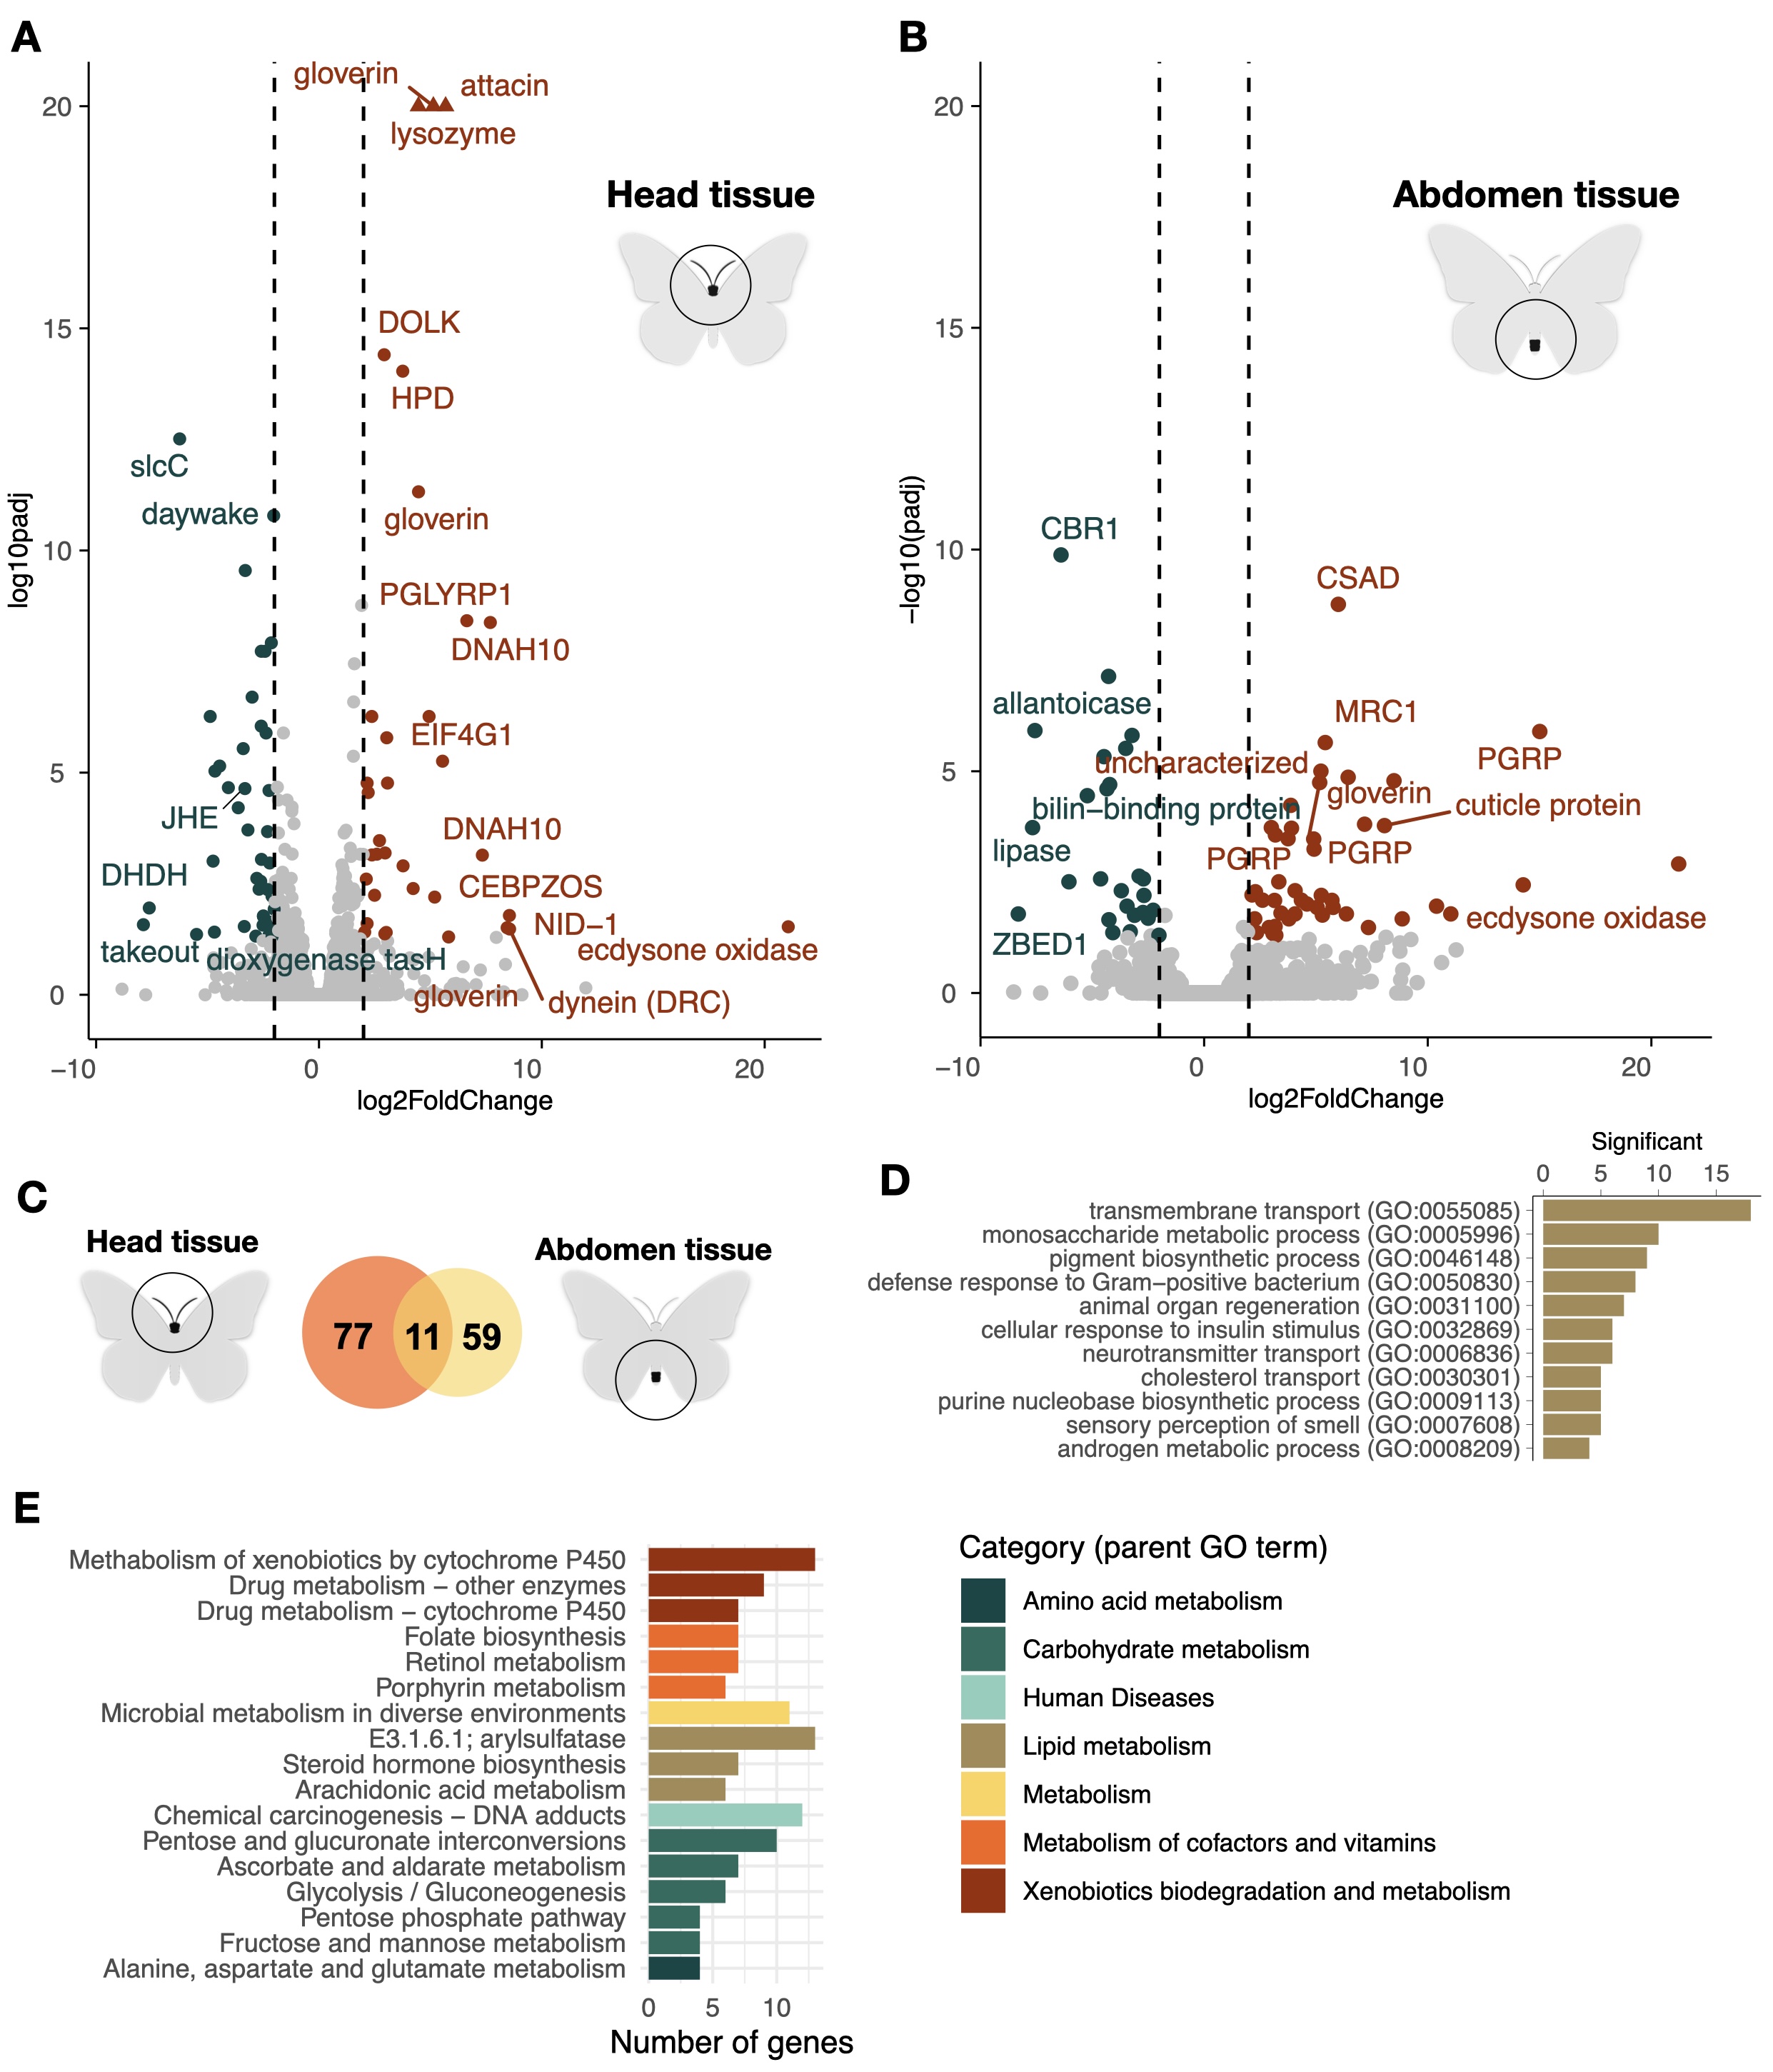 A
gloverin
attacin
lysozyme
Head tissue
DOLK
HPD
slcC
daywake
gloverin
PGLYRP1
DNAH10
EIF4G1
JHE
DNAH10
DHDH
CEBPZOS
NID−1
takeout
dioxygenase tasH
ecdysone oxidase
gloverin
dynein (DRC)
20
15
10
5
0
log10padj
−10
0
10
20
log2FoldChange
B
Abdomen tissue
CBR1
CSAD
allantoicase
MRC1
uncharacterized
PGRP
gloverin
bilin−binding protein
cuticle protein
lipase
PGRP
PGRP
ecdysone oxidase
ZBED1
20
15
10
5
0
−log10(padj)
−10
0
10
20
log2FoldChange
C
Head tissue
77
11
59
Abdomen tissue
D
Significant
0 5 10 15
transmembrane transport (GO:0055085)
monosaccharide metabolic process (GO:0005996)
pigment biosynthetic process (GO:0046148)
defense response to Gram−positive bacterium (GO:0050830)
animal organ regeneration (GO:0031100)
cellular response to insulin stimulus (GO:0032869)
neurotransmitter transport (GO:0006836)
cholesterol transport (GO:0030301)
purine nucleobase biosynthetic process (GO:0009113)
sensory perception of smell (GO:0007608)
androgen metabolic process (GO:0008209)
E
Methabolism of xenobiotics by cytochrome P450
Drug metabolism − other enzymes
Drug metabolism − cytochrome P450
Folate biosynthesis
Retinol metabolism
Porphyrin metabolism
Microbial metabolism in diverse environments
E3.1.6.1; arylsulfatase
Steroid hormone biosynthesis
Arachidonic acid metabolism
Chemical carcinogenesis − DNA adducts
Pentose and glucuronate interconversions
Ascorbate and aldarate metabolism
Glycolysis / Gluconeogenesis
Pentose phosphate pathway
Fructose and mannose metabolism
Alanine, aspartate and glutamate metabolism
0 5 10
Number of genes
Category (parent GO term)
Amino acid metabolism
Carbohydrate metabolism
Human Diseases
Lipid metabolism
Metabolism
Metabolism of cofactors and vitamins
Xenobiotics biodegradation and metabolism